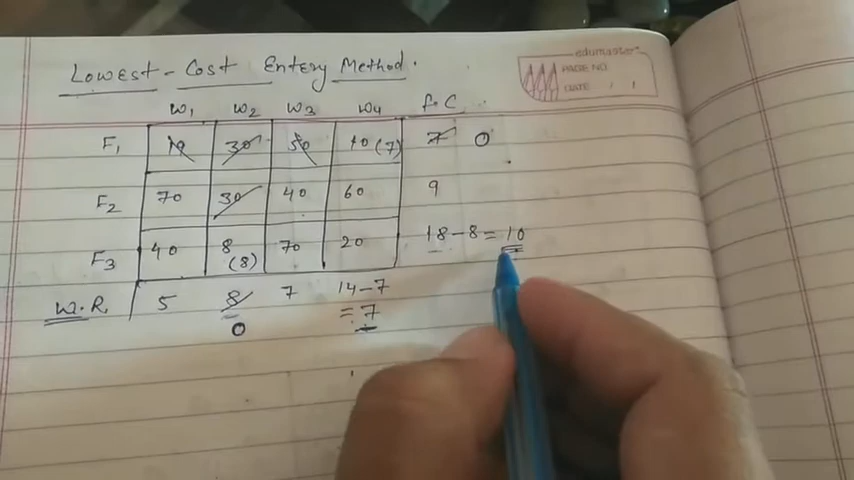 edumaster
PAGE NO.
DATE / /
Lowest-Cost Entery Method.
W1 W2 W3 W4 f.C
F1 10 30 50 10 (7) 7 0
F2 70 30 40 60 9
F3 40 8 (8) 70 20 18-8=10
W.R. 5 8 7 14-7
0 =7